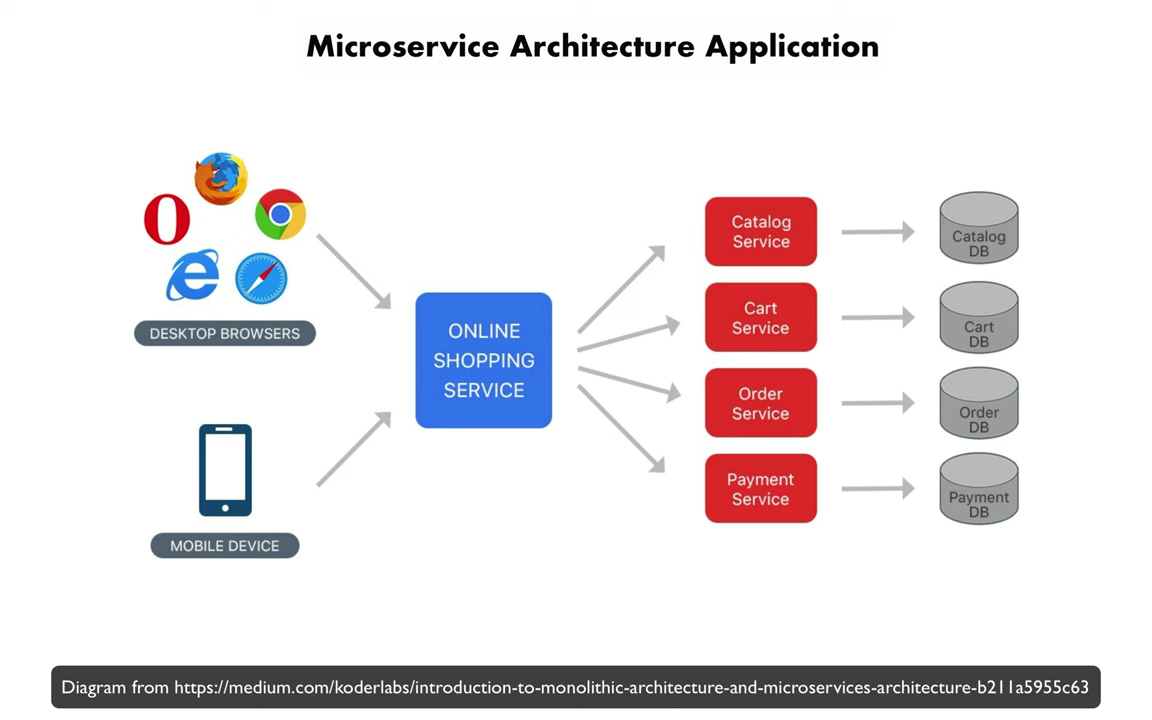 Microservice Architecture Application
DESKTOP BROWSERS
MOBILE DEVICE
ONLINE
SHOPPING
SERVICE
Catalog
Service
Cart
Service
Order
Service
Payment
Service
Catalog
DB
Cart
DB
Order
DB
Payment
DB
Diagram from https://medium.com/koderlabs/introduction-to-monolithic-architecture-and-microservices-architecture-b211a5955c63